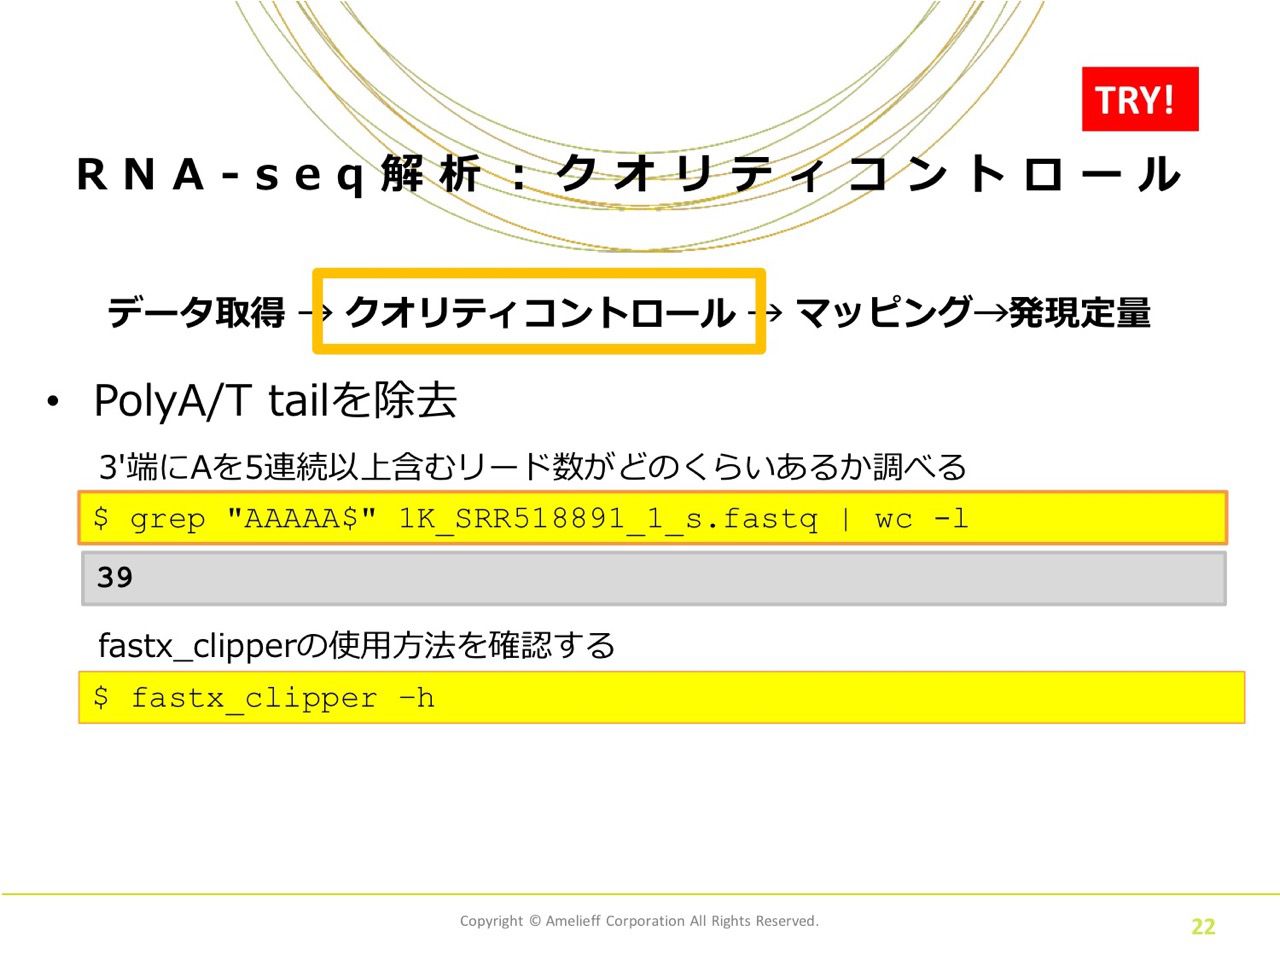 TRY!
RNA-seq解析：クオリティコントロール
データ取得 → クオリティコントロール → マッピング→発現定量
• PolyA/T tailを除去
3'端にAを5連続以上含むリード数がどのくらいあるか調べる
$ grep "AAAAA$" 1K_SRR518891_1_s.fastq | wc -l
39
fastx_clipperの使用方法を確認する
$ fastx_clipper –h
Copyright © Amelieff Corporation All Rights Reserved.
22